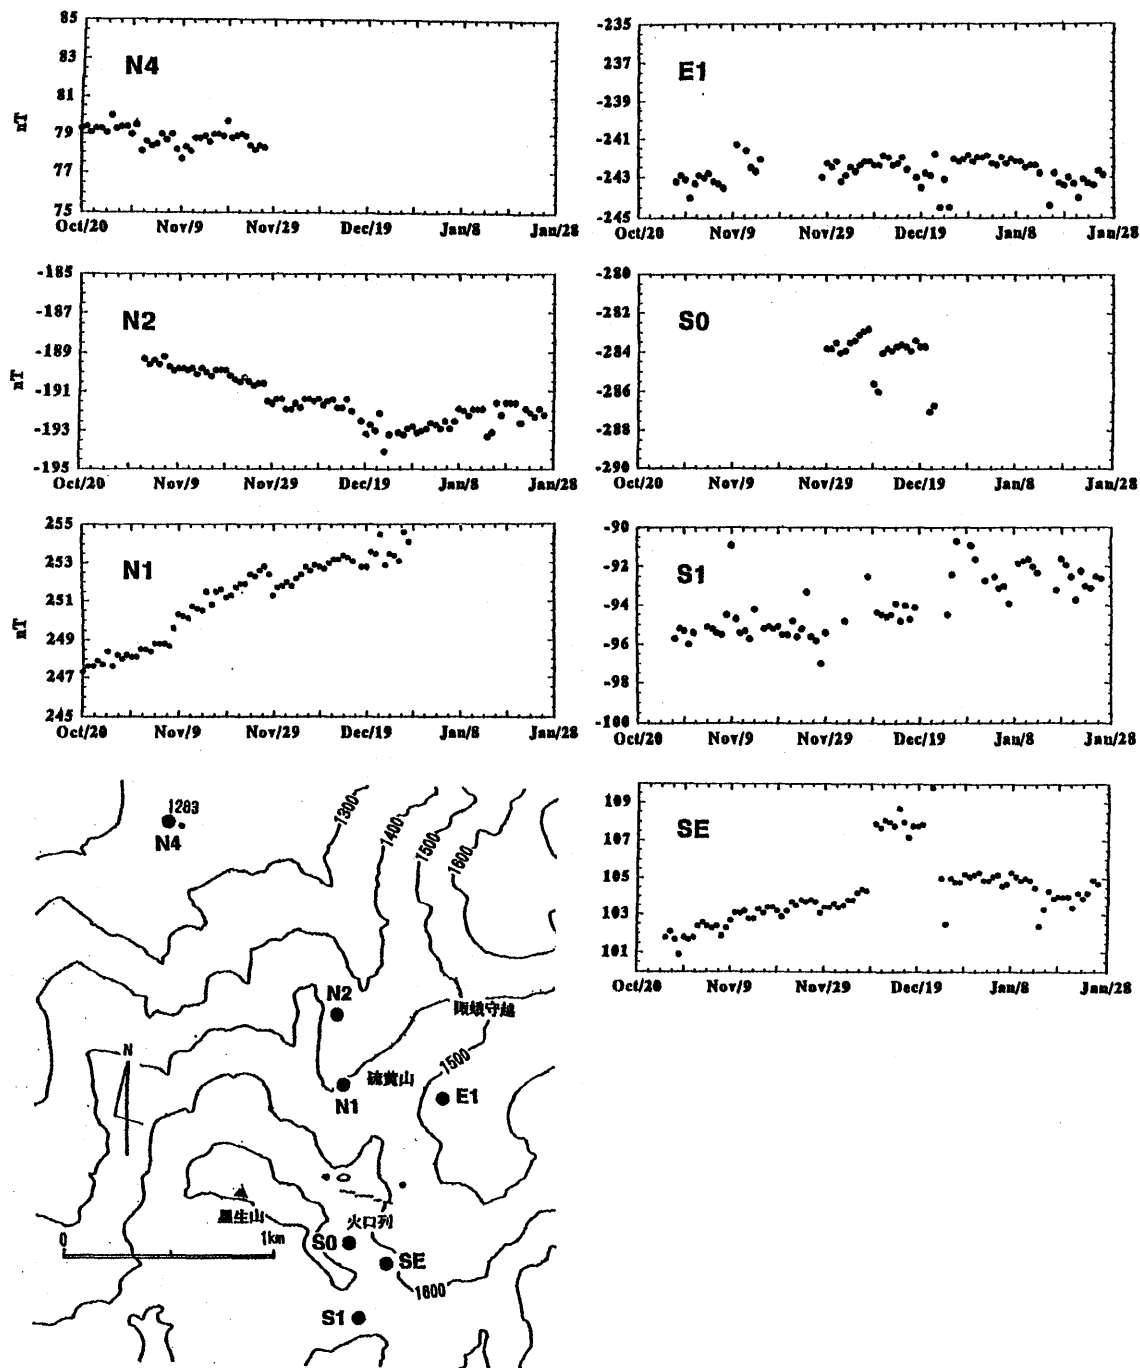 N4
nT
85
83
81
79
77
75
Oct/20 Nov/9 Nov/29 Dec/19 Jan/8 Jan/28
E1
-235
-237
-239
-241
-243
-245
Oct/20 Nov/9 Nov/29 Dec/19 Jan/8 Jan/28
N2
nT
-185
-187
-189
-191
-193
-195
Oct/20 Nov/9 Nov/29 Dec/19 Jan/8 Jan/28
S0
-280
-282
-284
-286
-288
-290
Oct/20 Nov/9 Nov/29 Dec/19 Jan/8 Jan/28
N1
nT
255
253
251
249
247
245
Oct/20 Nov/9 Nov/29 Dec/19 Jan/8 Jan/28
S1
-90
-92
-94
-96
-98
-100
Oct/20 Nov/9 Nov/29 Dec/19 Jan/8 Jan/28
SE
109
107
105
103
101
Oct/20 Nov/9 Nov/29 Dec/19 Jan/8 Jan/28
1283
N4
1300
1400
1500
1600
N2
N
硫黄山
N1
1500
E1
火口列
0 1km
S0
SE
1600
S1